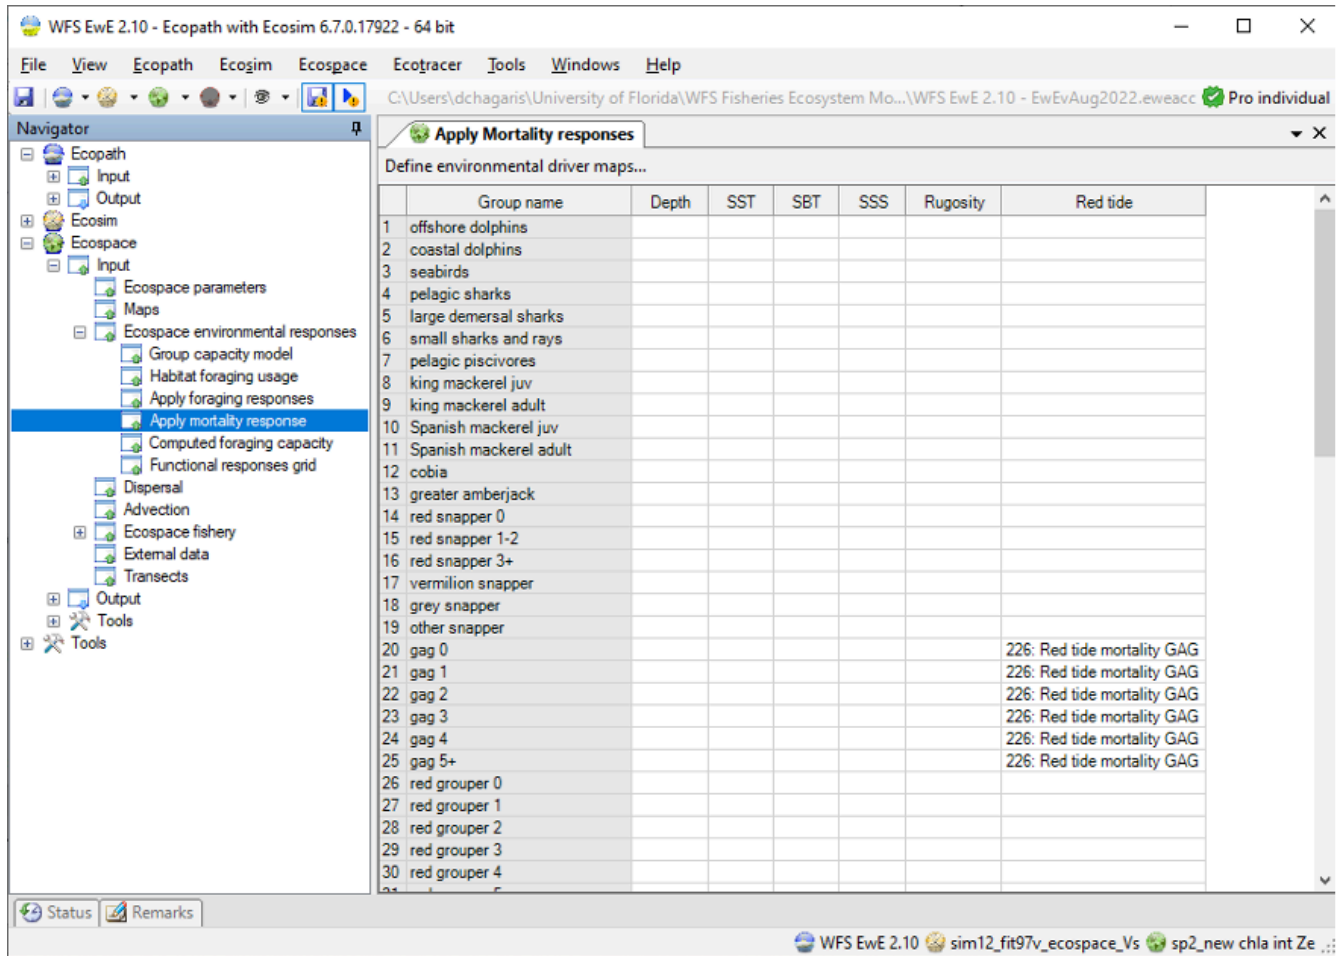 WFS EwE 2.10 - Ecopath with Ecosim 6.7.0.17922 - 64 bit
File View Ecopath Ecosim Ecospace Ecotracer Tools Windows Help
C:\Users\dchagaris\University of Florida\WFS Fisheries Ecosystem Mo...\WFS EwE 2.10 - EwEvAug2022.eweacc Pro individual
Navigator
Ecopath
Input
Output
Ecosim
Ecospace
Input
Ecospace parameters
Maps
Ecospace environmental responses
Group capacity model
Habitat foraging usage
Apply foraging responses
Apply mortality response
Computed foraging capacity
Functional responses grid
Dispersal
Advection
Ecospace fishery
External data
Transects
Output
Tools
Tools
Apply Mortality responses
Define environmental driver maps...
Group name Depth SST SBT SSS Rugosity Red tide
1 offshore dolphins
2 coastal dolphins
3 seabirds
4 pelagic sharks
5 large demersal sharks
6 small sharks and rays
7 pelagic piscivores
8 king mackerel juv
9 king mackerel adult
10 Spanish mackerel juv
11 Spanish mackerel adult
12 cobia
13 greater amberjack
14 red snapper 0
15 red snapper 1-2
16 red snapper 3+
17 vermilion snapper
18 grey snapper
19 other snapper
20 gag 0 226: Red tide mortality GAG
21 gag 1 226: Red tide mortality GAG
22 gag 2 226: Red tide mortality GAG
23 gag 3 226: Red tide mortality GAG
24 gag 4 226: Red tide mortality GAG
25 gag 5+ 226: Red tide mortality GAG
26 red grouper 0
27 red grouper 1
28 red grouper 2
29 red grouper 3
30 red grouper 4
Status Remarks
WFS EwE 2.10 sim12_fit97v_ecospace_Vs sp2_new chla int Ze